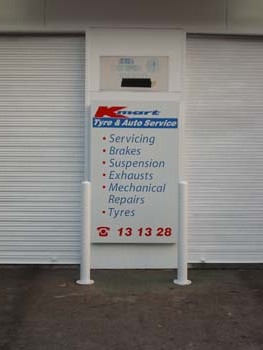 Kmart
Tyre & Auto Service
• Servicing
• Brakes
• Suspension
• Exhausts
• Mechanical
Repairs
• Tyres
☎ 13 13 28